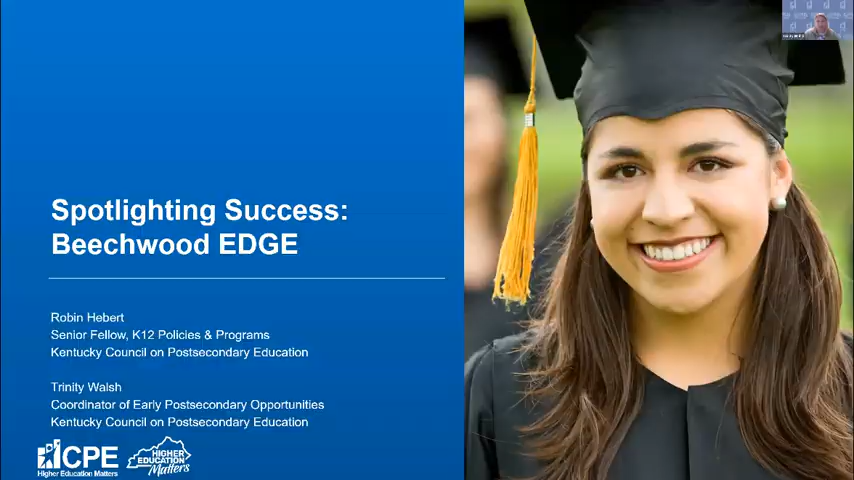 Spotlighting Success:
Beechwood EDGE
Robin Hebert
Senior Fellow, K12 Policies & Programs
Kentucky Council on Postsecondary Education
Trinity Walsh
Coordinator of Early Postsecondary Opportunities
Kentucky Council on Postsecondary Education
CPE
Higher Education Matters
HIGHER
EDUCATION
Matters